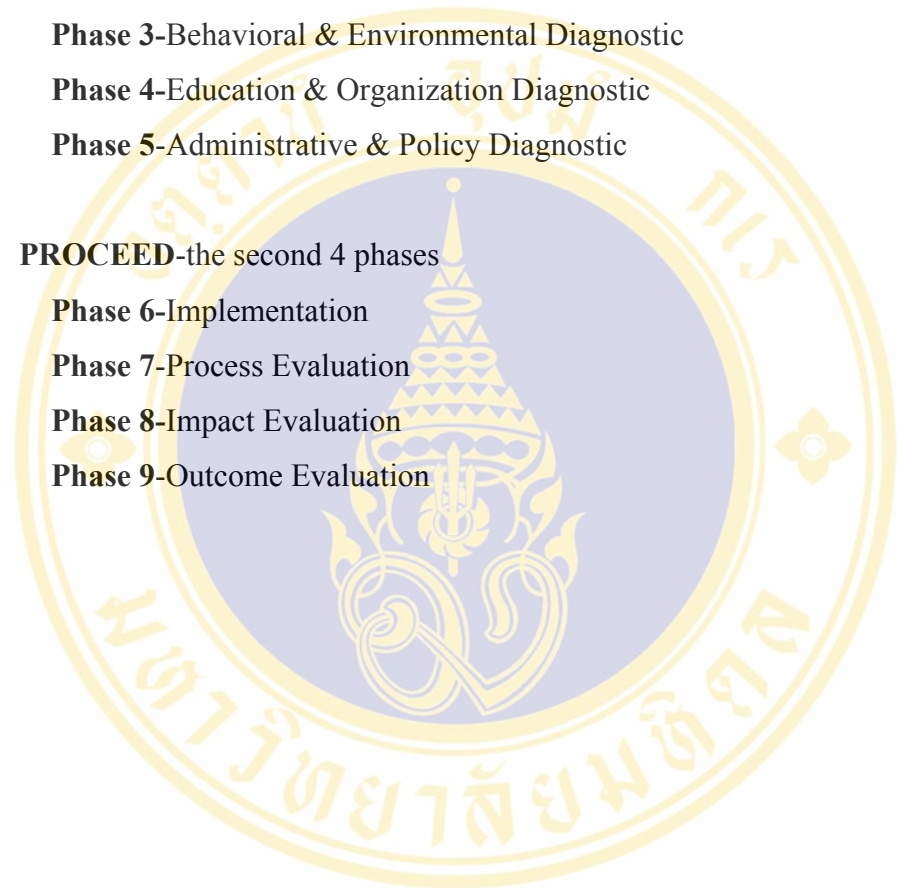 Phase 3-Behavioral & Environmental Diagnostic
Phase 4-Education & Organization Diagnostic
Phase 5-Administrative & Policy Diagnostic
PROCEED-the second 4 phases
Phase 6-Implementation
Phase 7-Process Evaluation
Phase 8-Impact Evaluation
Phase 9-Outcome Evaluation
มหาวิทยาลัยมหิดล